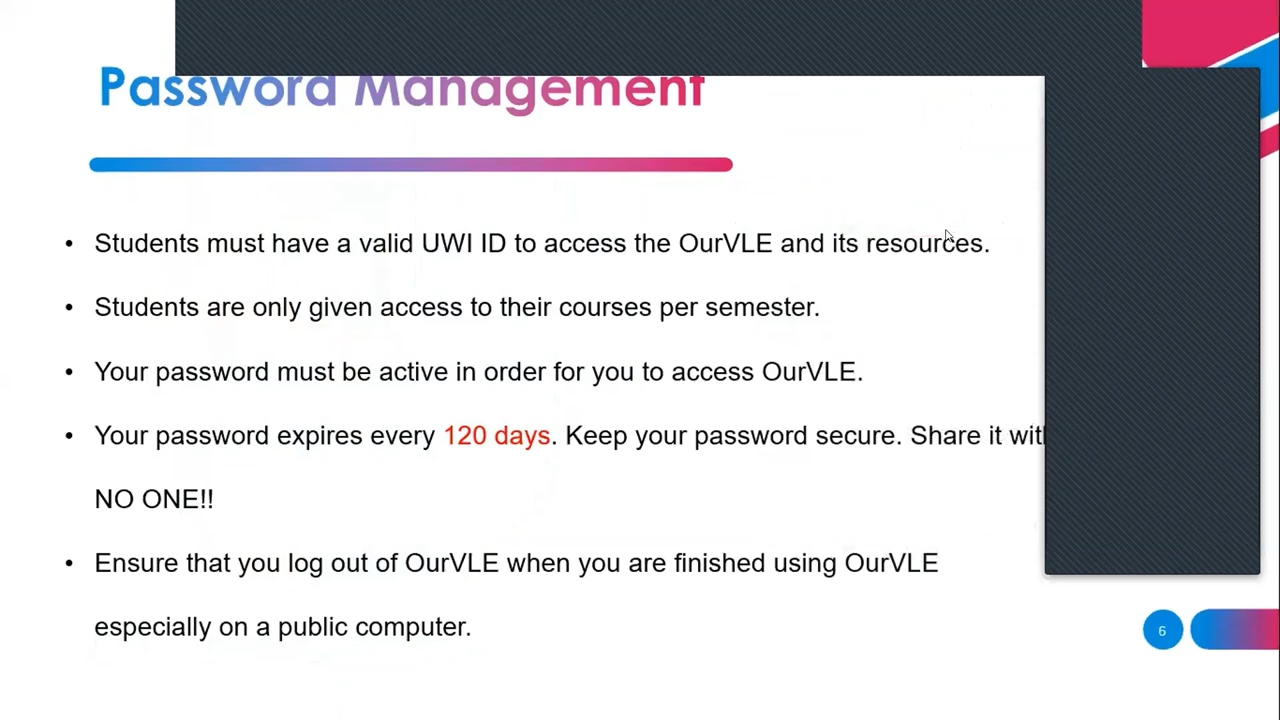 Password Management
• Students must have a valid UWI ID to access the OurVLE and its resources.
• Students are only given access to their courses per semester.
• Your password must be active in order for you to access OurVLE.
• Your password expires every 120 days. Keep your password secure. Share it with
NO ONE!!
• Ensure that you log out of OurVLE when you are finished using OurVLE
especially on a public computer.
6